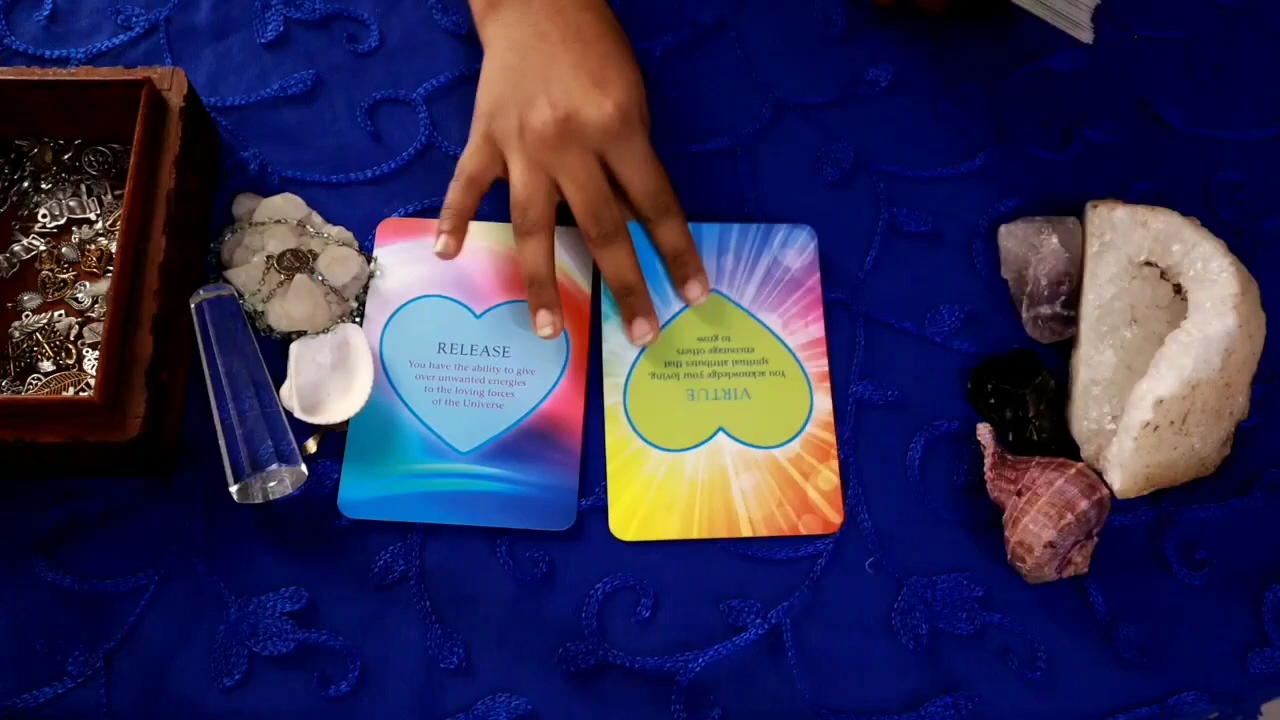 RELEASE
You have the ability to give
over unwanted energies
to the loving forces
of the Universe
VIRTUE
You acknowledge your loving,
spiritual attributes that
encourage others
to grow